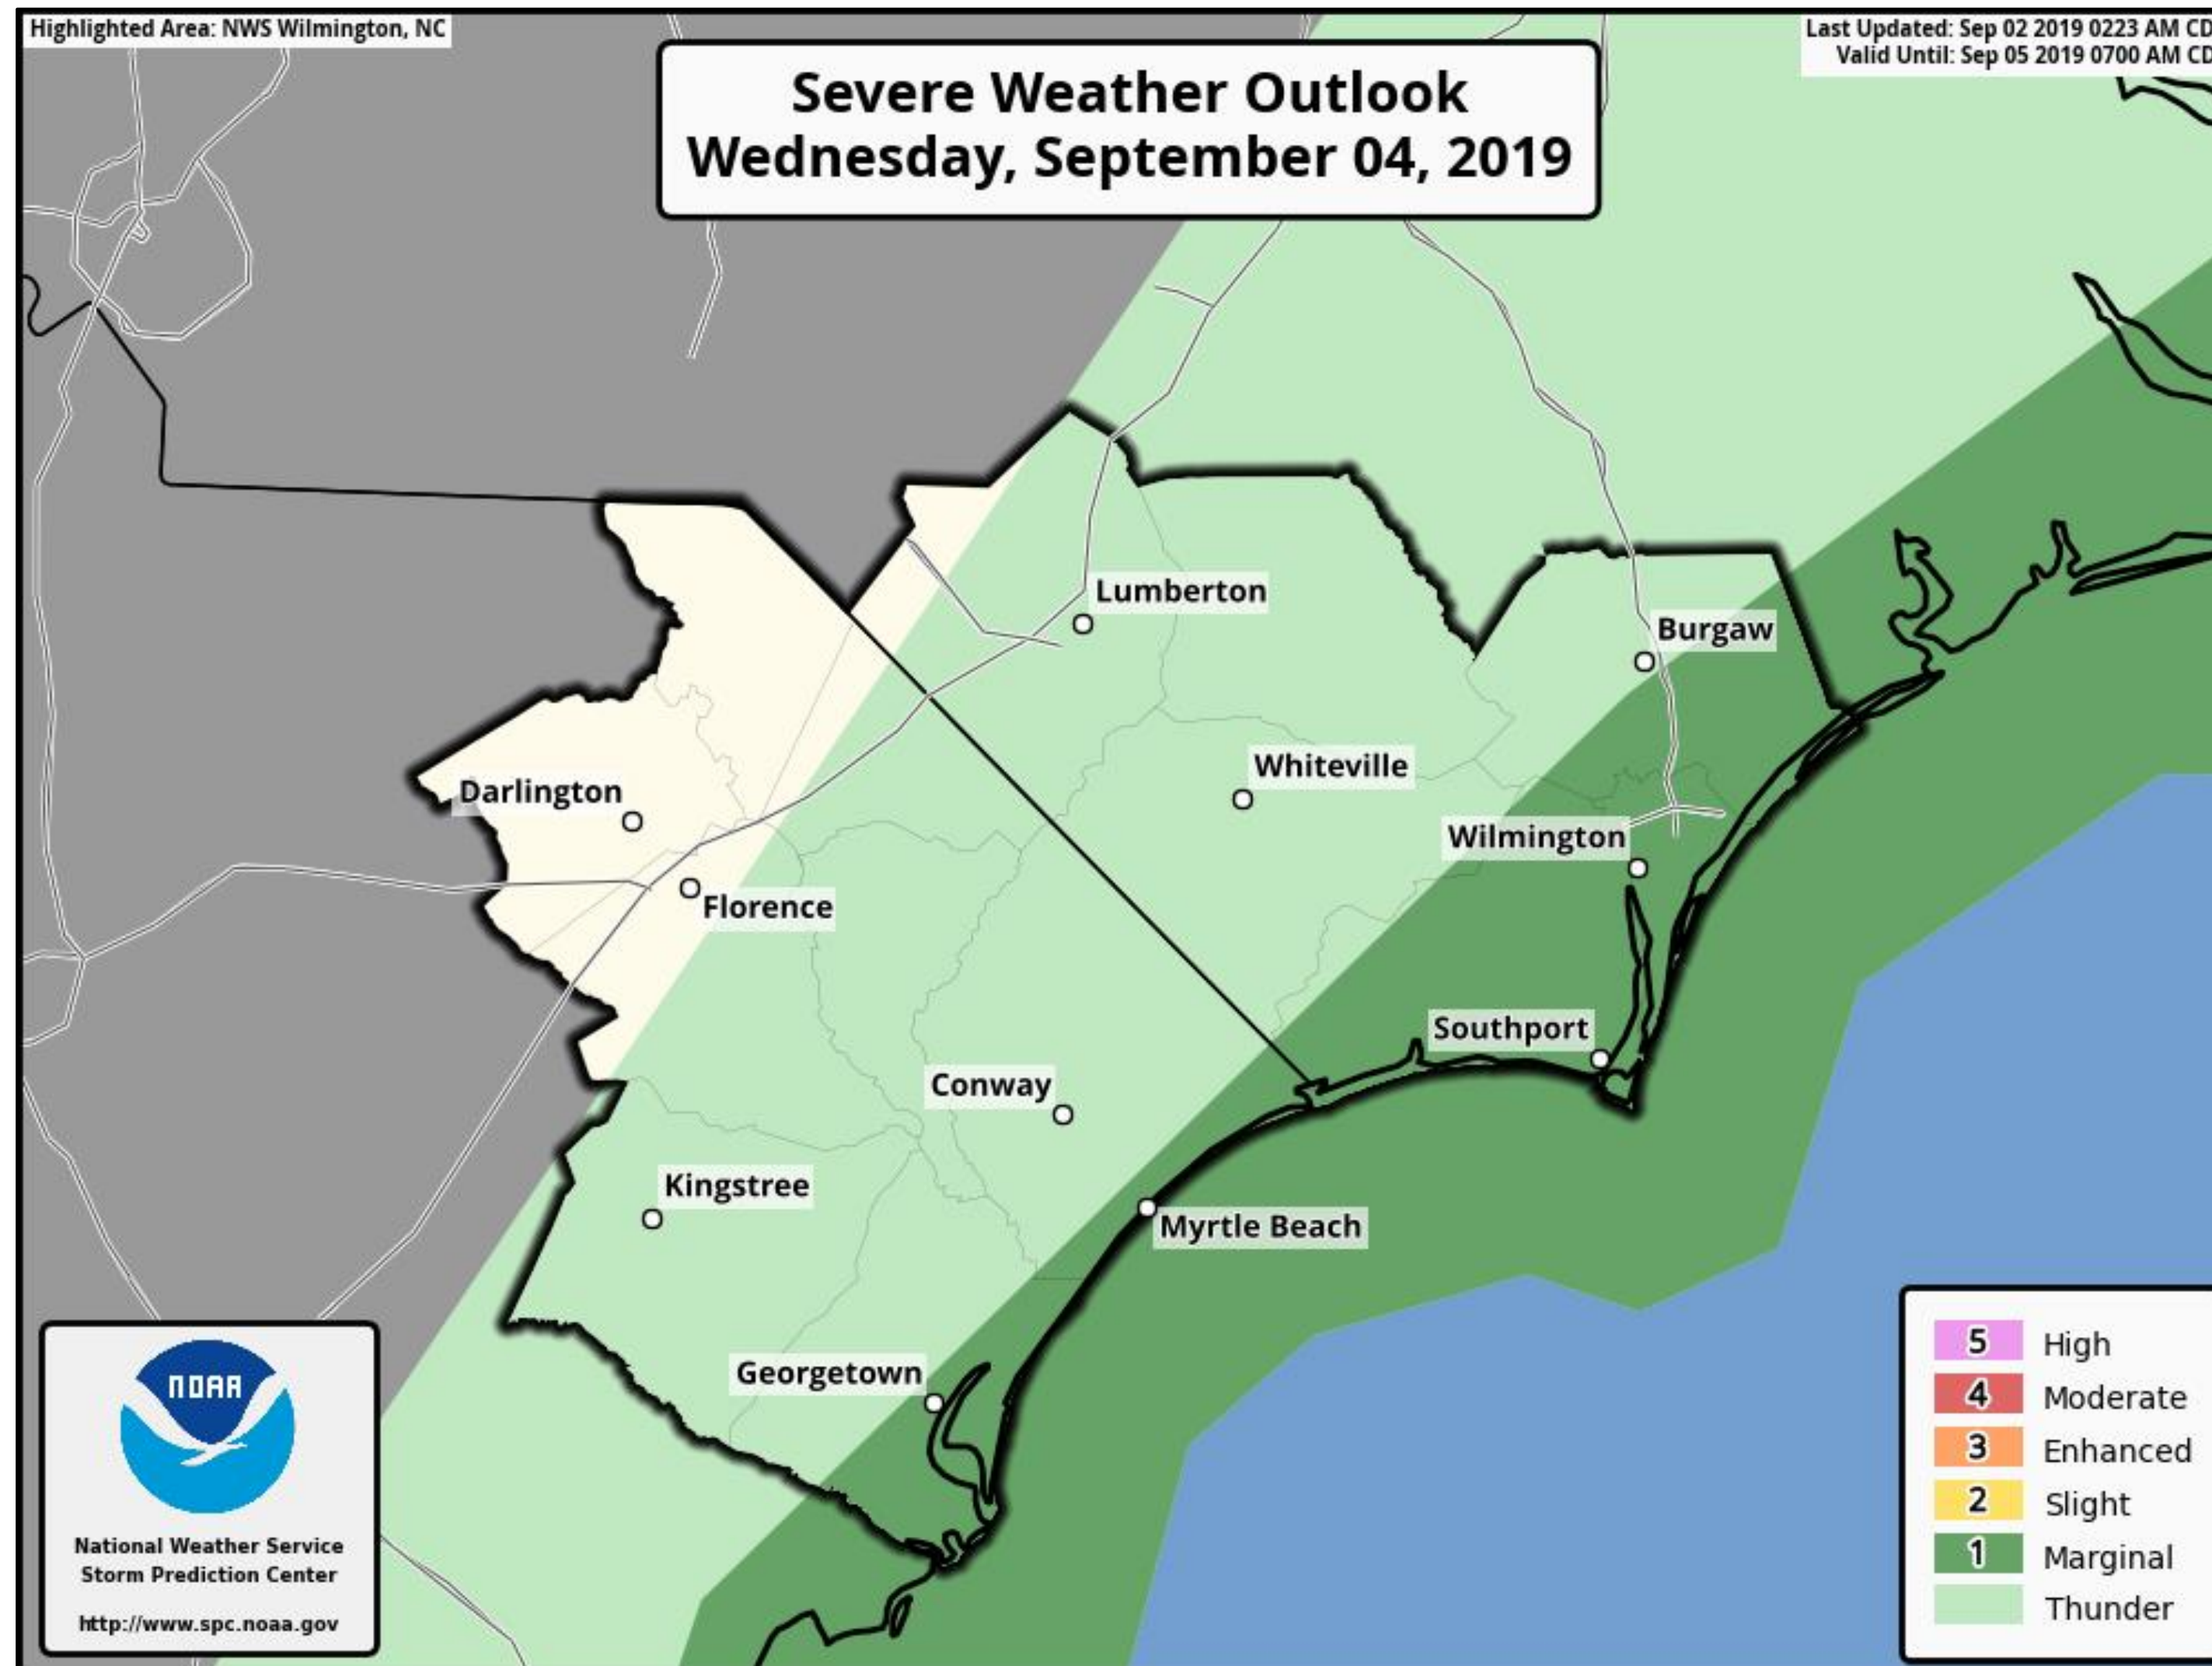 Highlighted Area: NWS Wilmington, NC
Last Updated: Sep 02 2019 0223 AM CD
Valid Until: Sep 05 2019 0700 AM CD
Severe Weather Outlook
Wednesday, September 04, 2019
Lumberton
Burgaw
Whiteville
Darlington
Wilmington
Florence
Southport
Conway
Kingstree
Myrtle Beach
Georgetown
NOAA
National Weather Service
Storm Prediction Center
http://www.spc.noaa.gov
5 High
4 Moderate
3 Enhanced
2 Slight
1 Marginal
Thunder